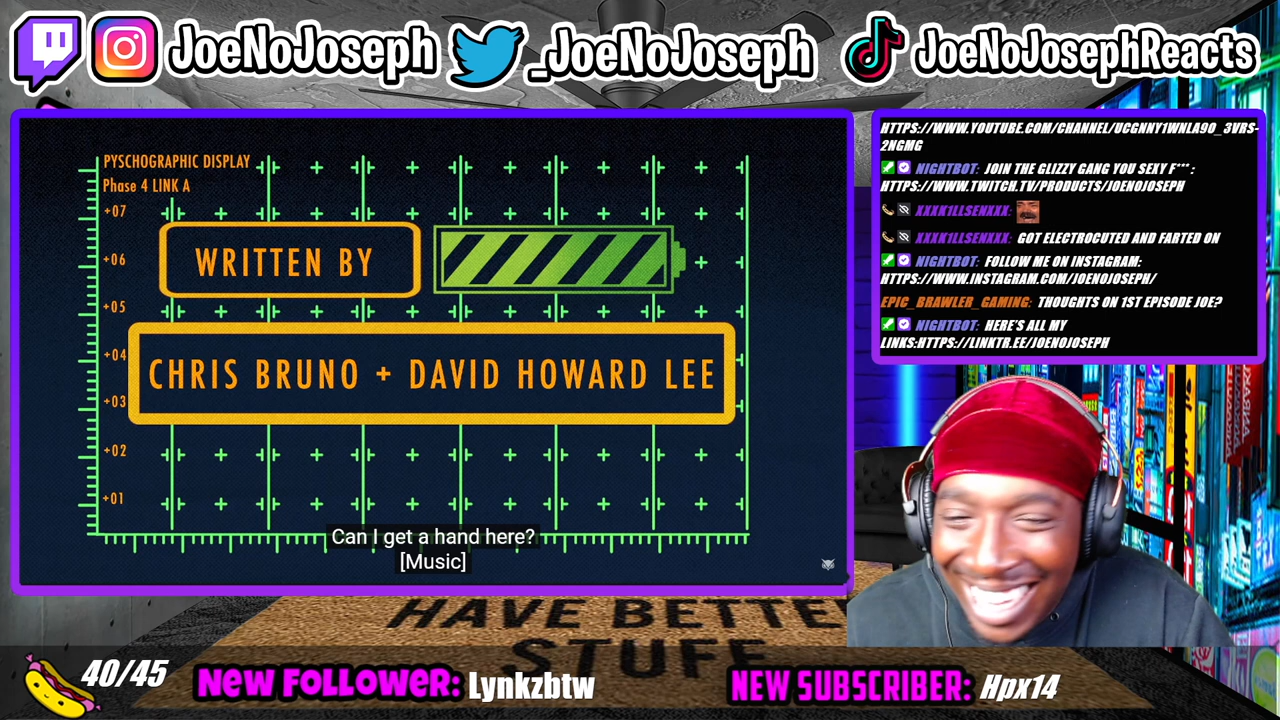 JoeNoJoseph
_JoeNoJoseph
JoeNoJosephReacts
PYSCHOGRAPHIC DISPLAY
Phase 4 LINK A
+07
+06
+05
+04
+03
+02
+01
WRITTEN BY
CHRIS BRUNO + DAVID HOWARD LEE
Can I get a hand here?
[Music]
HTTPS://WWW.YOUTUBE.COM/CHANNEL/UCGNNY1WNLA9O_3VRS-
2NGMG
NIGHTBOT: JOIN THE GLIZZY GANG YOU SEXY F*** :
HTTPS://WWW.TWITCH.TV/PRODUCTS/JOENOJOSEPH
XXXK1LLSENXXX:
XXXK1LLSENXXX: GOT ELECTROCUTED AND FARTED ON
NIGHTBOT: FOLLOW ME ON INSTAGRAM:
HTTPS://WWW.INSTAGRAM.COM/JOENOJOSEPH/
EPIC_BRAWLER_GAMING: THOUGHTS ON 1ST EPISODE JOE?
NIGHTBOT: HERE'S ALL MY
LINKS:HTTPS://LINKTR.EE/JOENOJOSEPH
HAVE BETTE
STUFF
40/45
NEW FOLLOWER: Lynkzbtw
NEW SUBSCRIBER: Hpx14